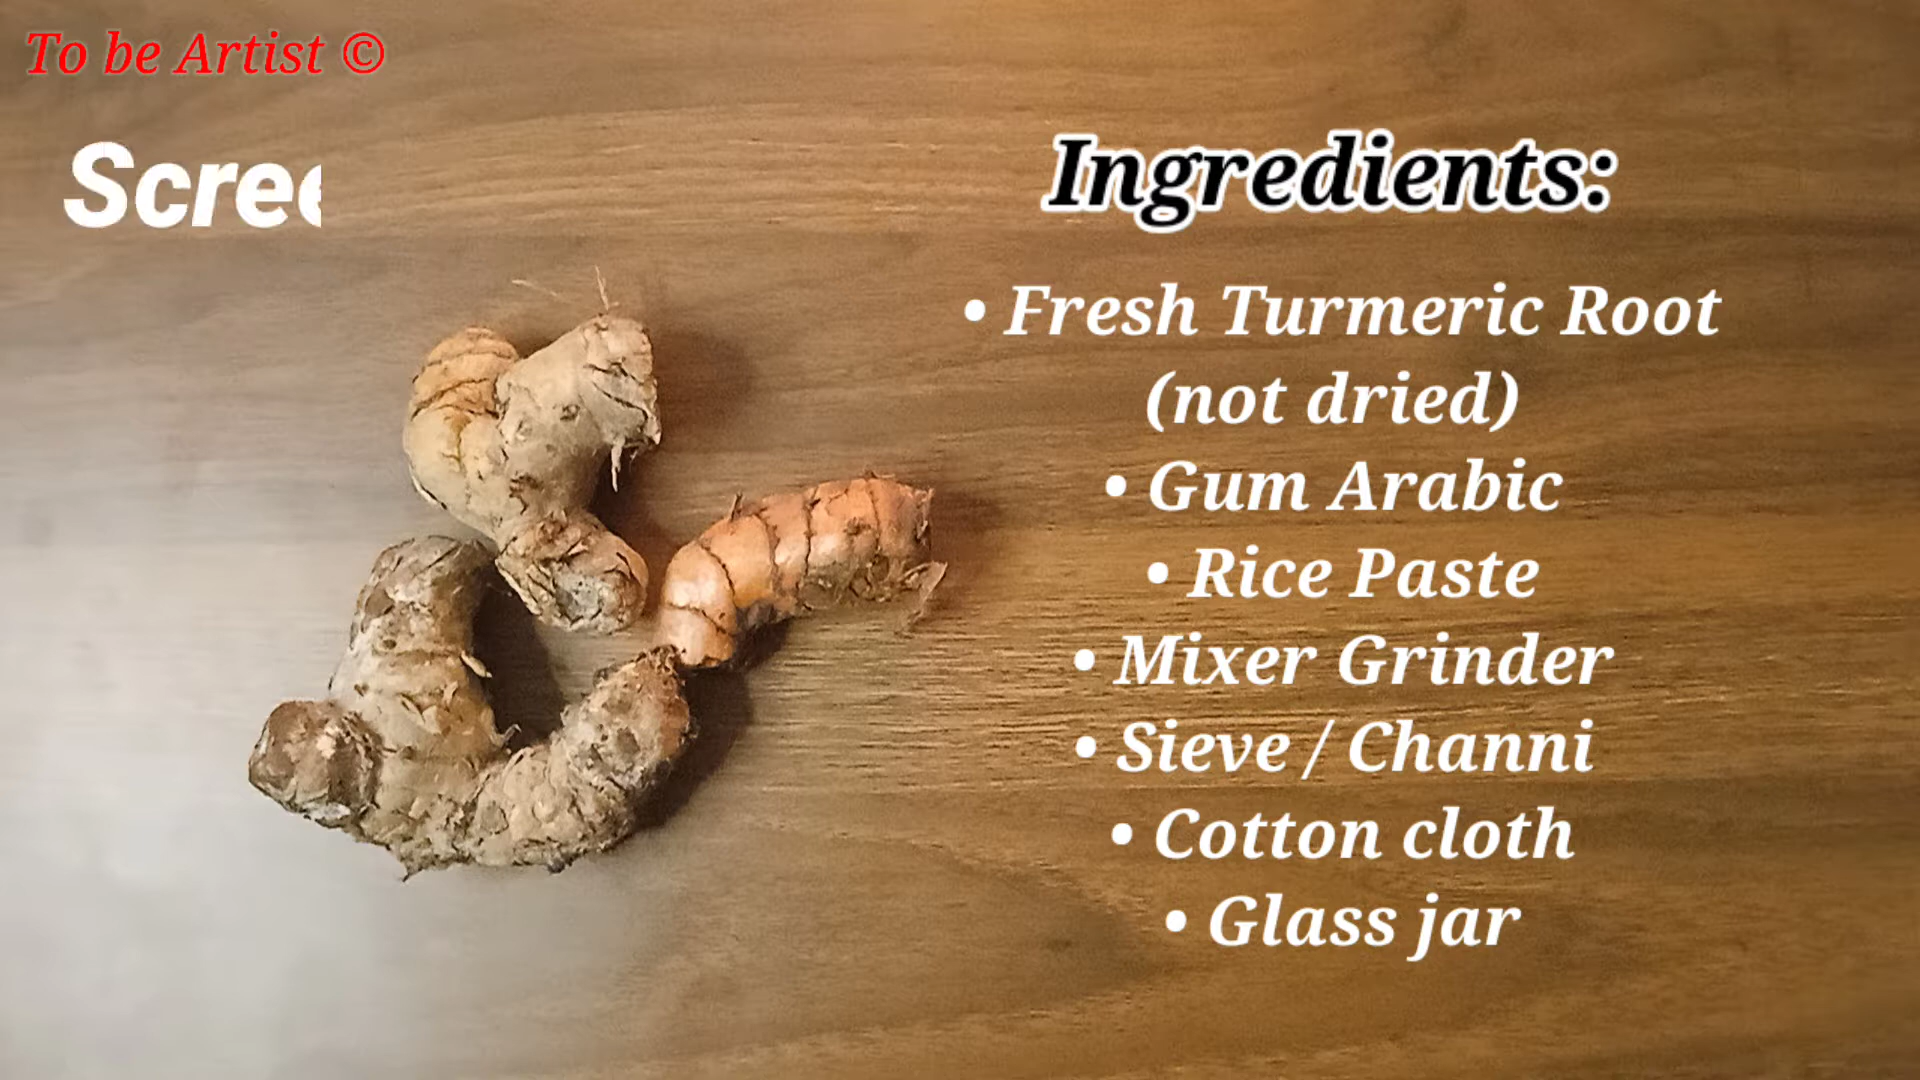 To be Artist ©
Scree
Ingredients:
• Fresh Turmeric Root
(not dried)
• Gum Arabic
• Rice Paste
• Mixer Grinder
• Sieve / Channi
• Cotton cloth
• Glass jar